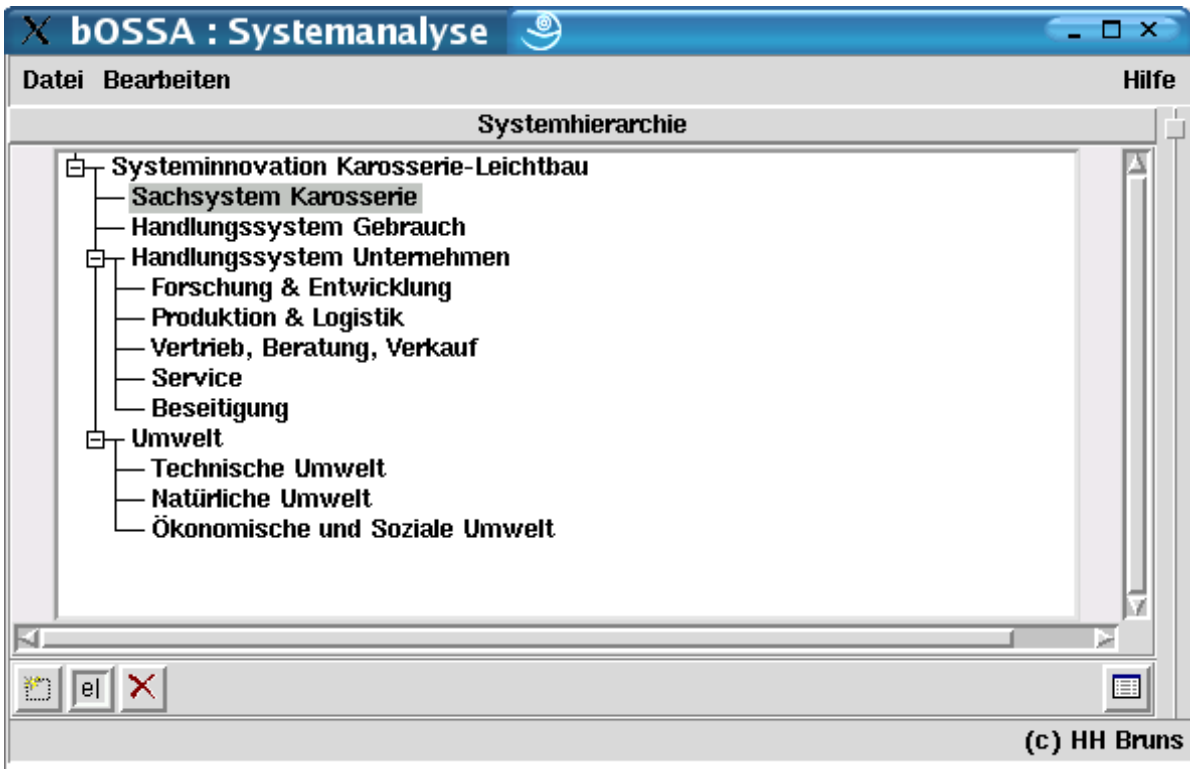 bOSSA : Systemanalyse
Datei Bearbeiten Hilfe
Systemhierarchie
Systeminnovation Karosserie-Leichtbau
Sachsystem Karosserie
Handlungssystem Gebrauch
Handlungssystem Unternehmen
Forschung & Entwicklung
Produktion & Logistik
Vertrieb, Beratung, Verkauf
Service
Beseitigung
Umwelt
Technische Umwelt
Natürliche Umwelt
Ökonomische und Soziale Umwelt
el
(c) HH Bruns